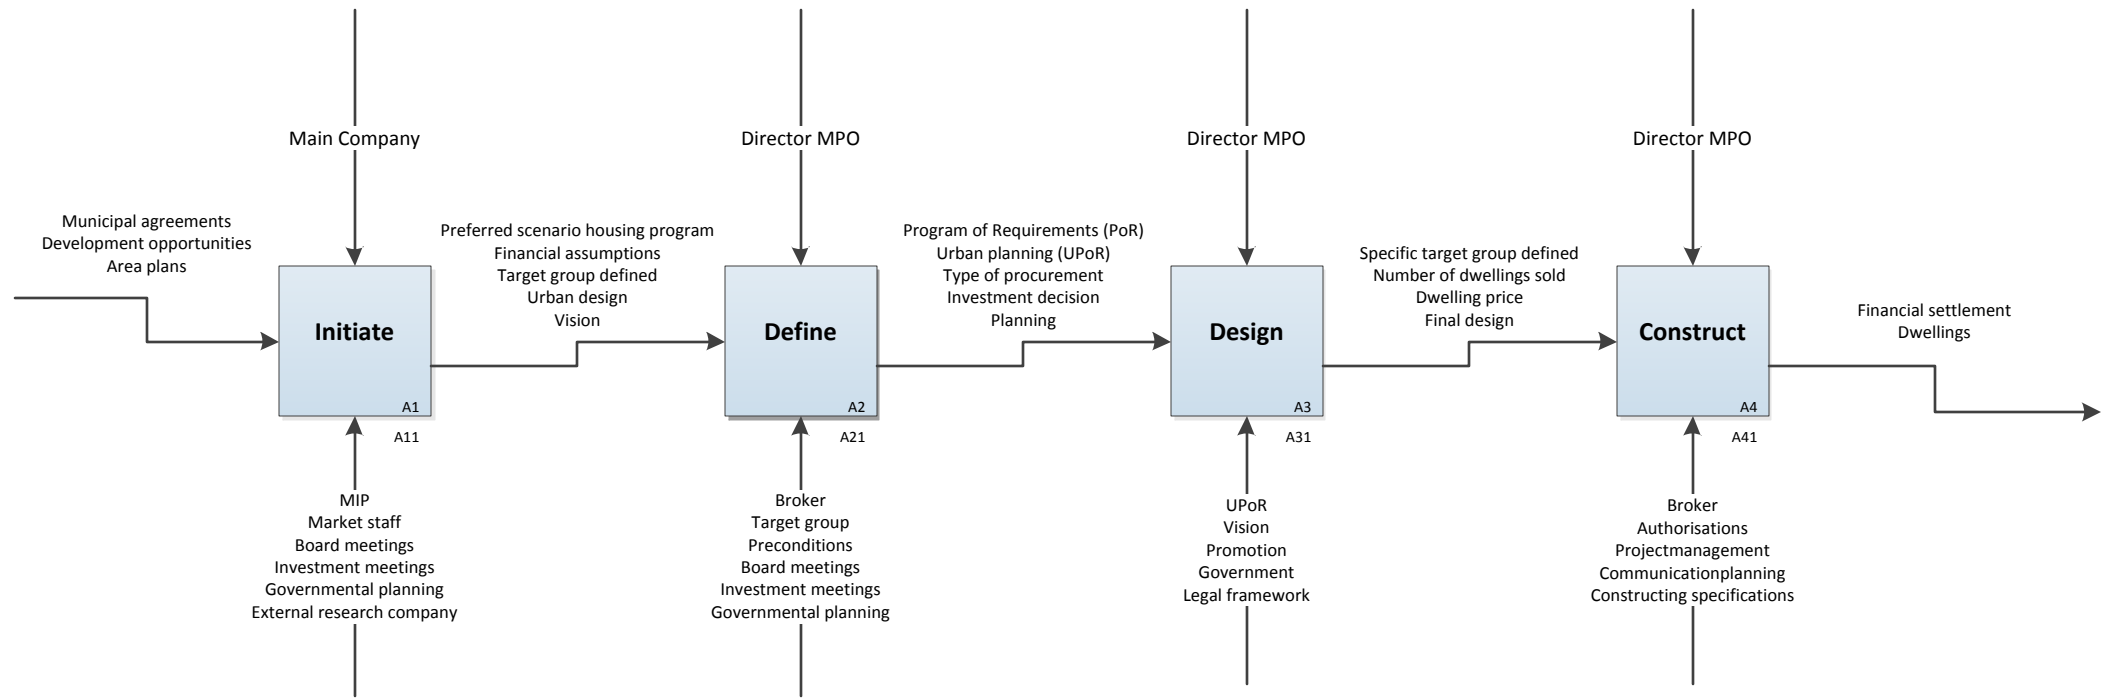 Main Company
Director MPO
Director MPO
Director MPO
Municipal agreements
Development opportunities
Area plans
Preferred scenario housing program
Financial assumptions
Target group defined
Urban design
Vision
Program of Requirements (PoR)
Urban planning (UPoR)
Type of procurement
Investment decision
Planning
Specific target group defined
Number of dwellings sold
Dwelling price
Final design
Financial settlement
Dwellings
Initiate
A1
A11
Define
A2
A21
Design
A3
A31
Construct
A4
A41
MIP
Market staff
Board meetings
Investment meetings
Governmental planning
External research company
Broker
Target group
Preconditions
Board meetings
Investment meetings
Governmental planning
UPoR
Vision
Promotion
Government
Legal framework
Broker
Authorisations
Projectmanagement
Communicationplanning
Constructing specifications